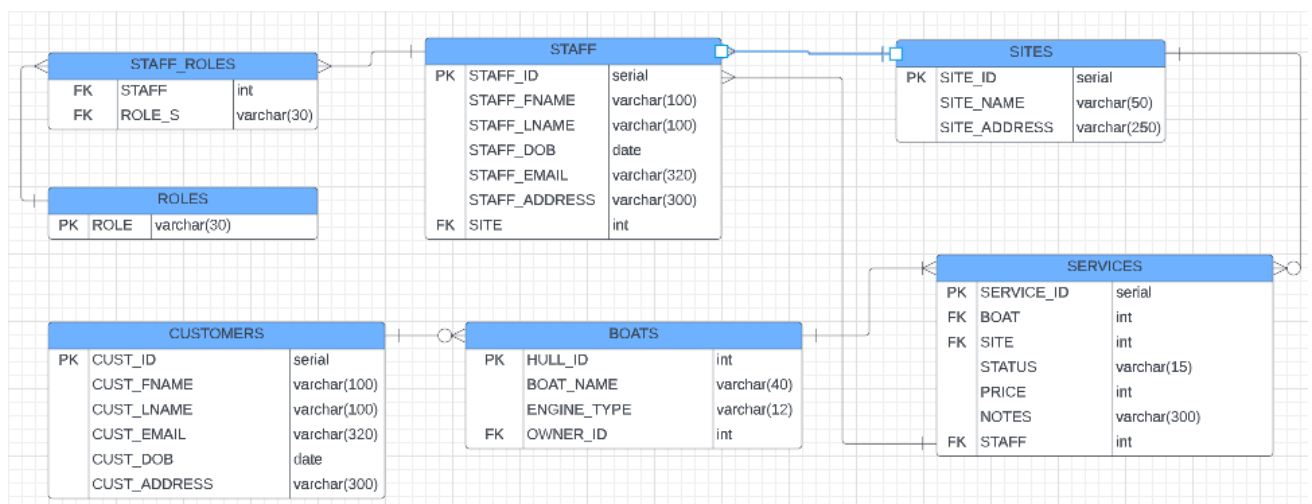 STAFF_ROLES
FK STAFF int
FK ROLE_S varchar(30)
ROLES
PK ROLE varchar(30)
STAFF
PK STAFF_ID serial
STAFF_FNAME varchar(100)
STAFF_LNAME varchar(100)
STAFF_DOB date
STAFF_EMAIL varchar(320)
STAFF_ADDRESS varchar(300)
FK SITE int
SITES
PK SITE_ID serial
SITE_NAME varchar(50)
SITE_ADDRESS varchar(250)
CUSTOMERS
PK CUST_ID serial
CUST_FNAME varchar(100)
CUST_LNAME varchar(100)
CUST_EMAIL varchar(320)
CUST_DOB date
CUST_ADDRESS varchar(300)
BOATS
PK HULL_ID int
BOAT_NAME varchar(40)
ENGINE_TYPE varchar(12)
FK OWNER_ID int
SERVICES
PK SERVICE_ID serial
FK BOAT int
FK SITE int
STATUS varchar(15)
PRICE int
NOTES varchar(300)
FK STAFF int